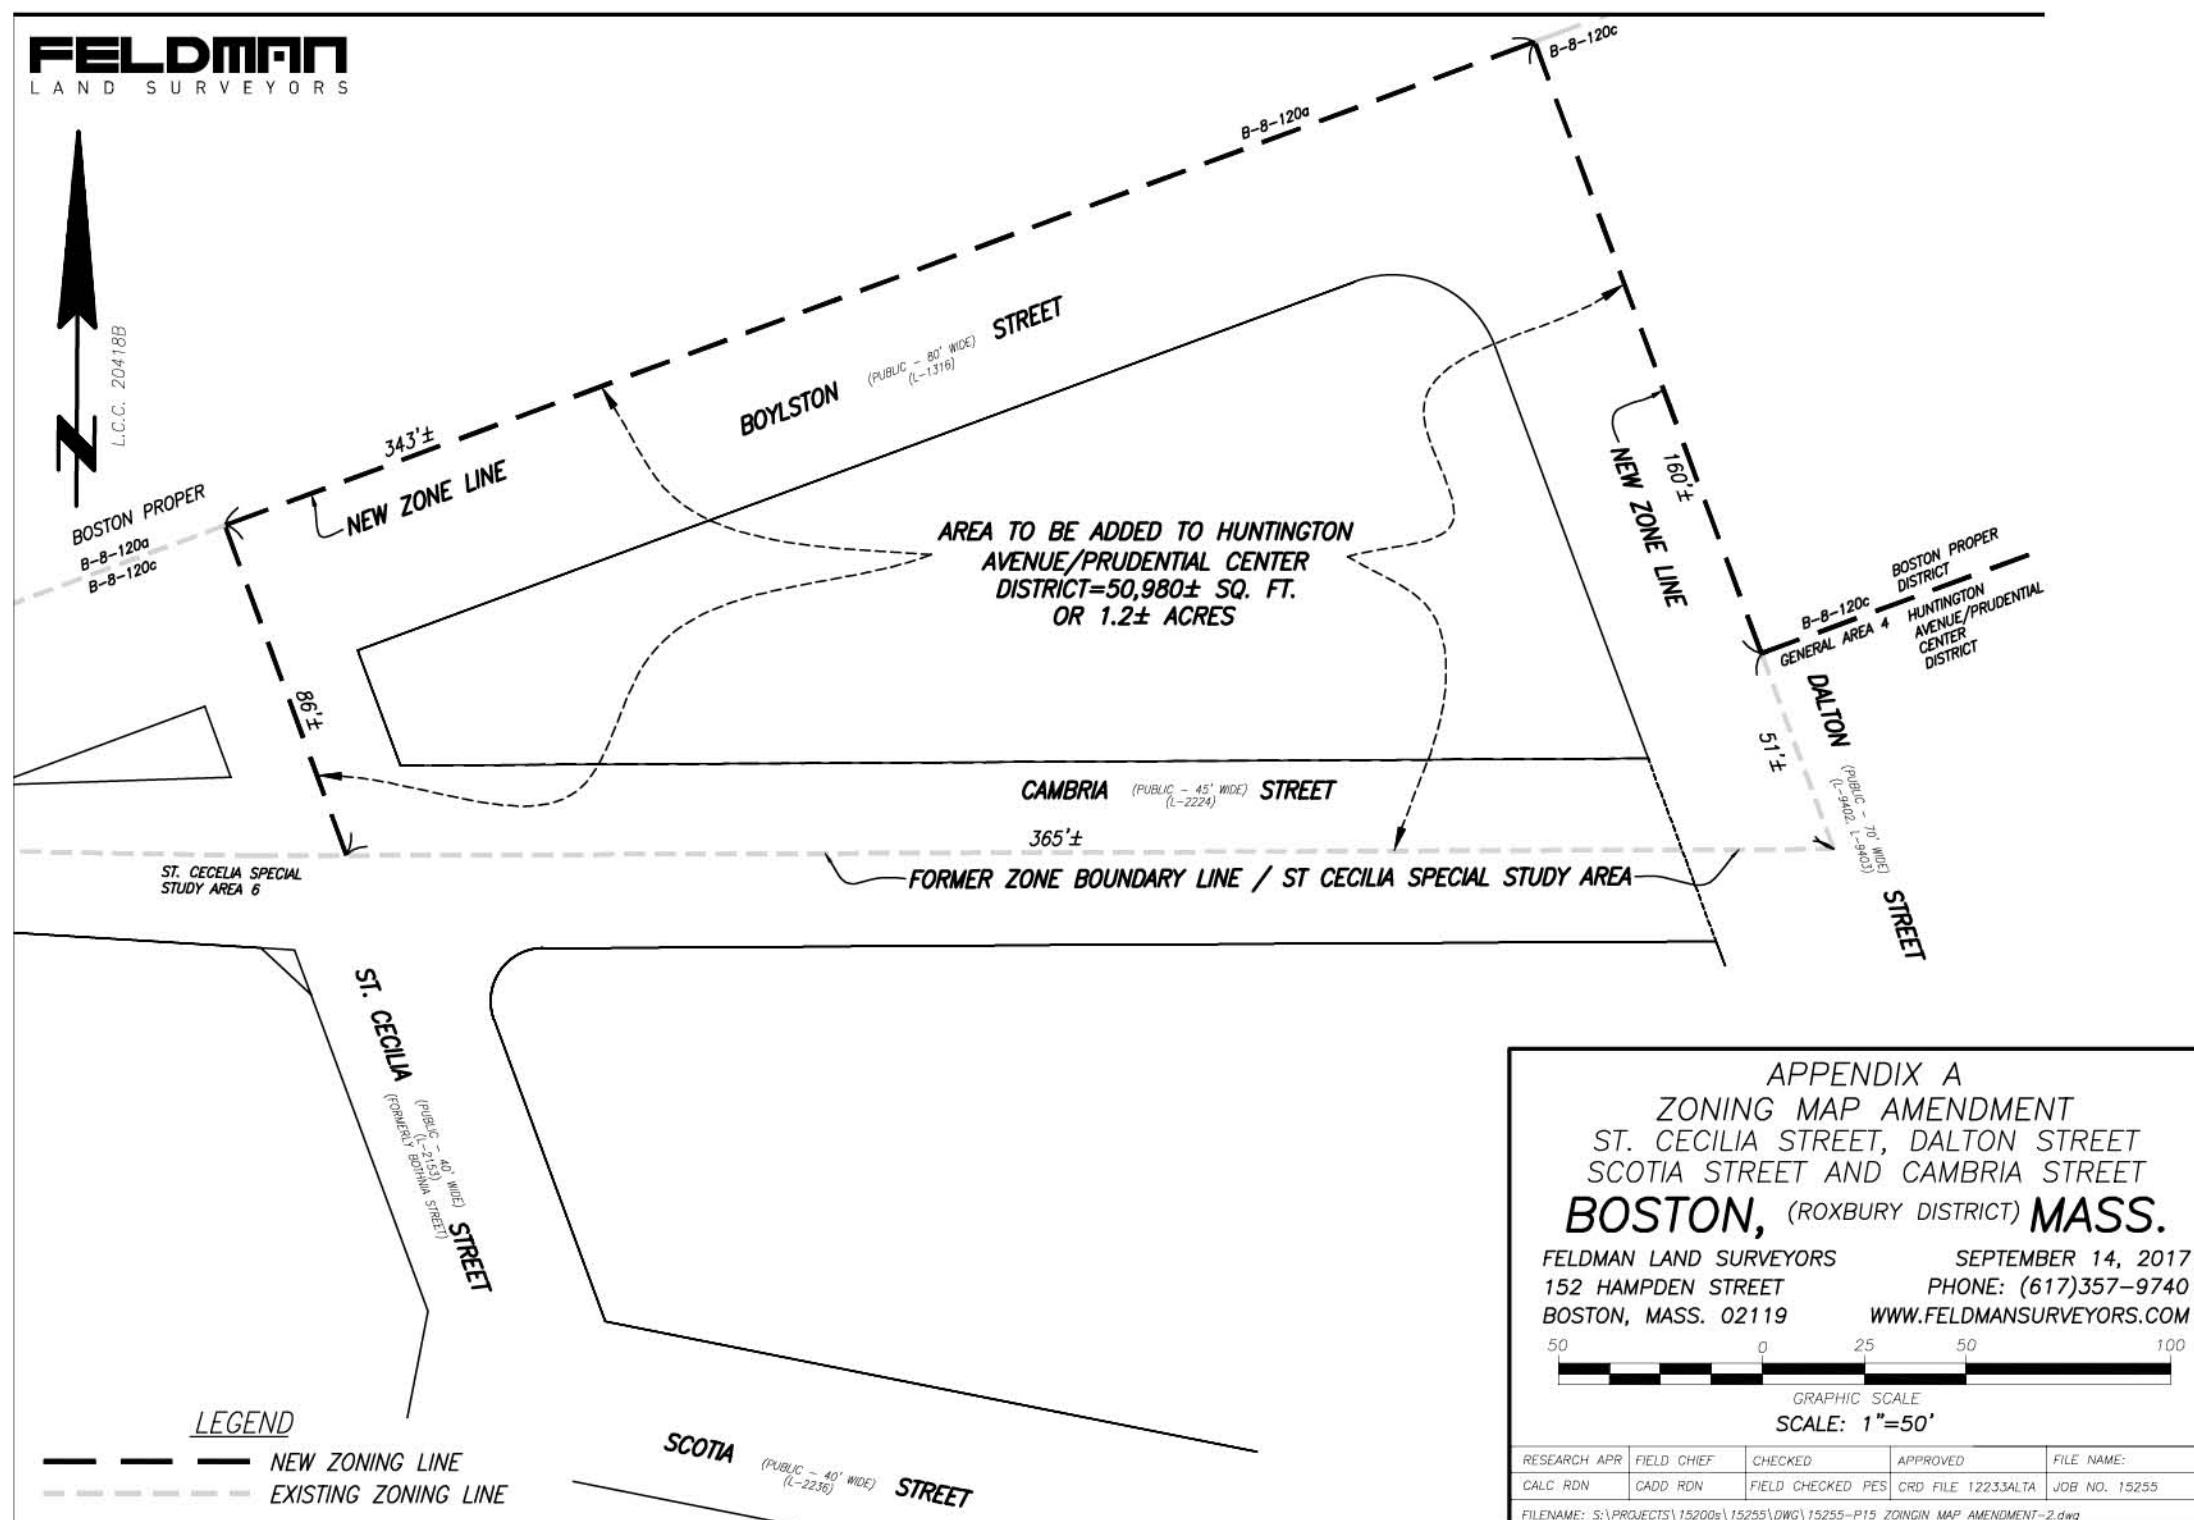 FELDMAN
LAND SURVEYORS
L.C.C. 20418B
N
B-8-120c
B-8-120a
BOYLSTON (PUBLIC - 80' WIDE) STREET
(L-1316)
343'±
NEW ZONE LINE
BOSTON PROPER
B-8-120a
B-8-120c
86'±
AREA TO BE ADDED TO HUNTINGTON
AVENUE/PRUDENTIAL CENTER
DISTRICT=50,980± SQ. FT.
OR 1.2± ACRES
160'±
NEW ZONE LINE
BOSTON PROPER
DISTRICT
B-8-120c
GENERAL AREA 4
HUNTINGTON
AVENUE/PRUDENTIAL
CENTER
DISTRICT
DALTON (PUBLIC - 70' WIDE) STREET
(L-9402, L-9403)
51'±
CAMBRIA (PUBLIC - 45' WIDE) STREET
(L-2224)
365'±
FORMER ZONE BOUNDARY LINE / ST CECILIA SPECIAL STUDY AREA
ST. CECELIA SPECIAL
STUDY AREA 6
ST. CECILIA (PUBLIC - 40' WIDE) STREET
(L-2153)
(FORMERLY BOTHNIA STREET)
SCOTIA (PUBLIC - 40' WIDE) STREET
(L-2236)
LEGEND
NEW ZONING LINE
EXISTING ZONING LINE
APPENDIX A
ZONING MAP AMENDMENT
ST. CECILIA STREET, DALTON STREET
SCOTIA STREET AND CAMBRIA STREET
BOSTON, (ROXBURY DISTRICT) MASS.
FELDMAN LAND SURVEYORS SEPTEMBER 14, 2017
152 HAMPDEN STREET PHONE: (617)357-9740
BOSTON, MASS. 02119 WWW.FELDMANSURVEYORS.COM
50 0 25 50 100
GRAPHIC SCALE
SCALE: 1"=50'
RESEARCH APR FIELD CHIEF CHECKED APPROVED FILE NAME:
CALC RDN CADD RDN FIELD CHECKED PES CRD FILE 12233ALTA JOB NO. 15255
FILENAME: S:\PROJECTS\15200s\15255\DWG\15255-P15 ZOINGIN MAP AMENDMENT-2.dwg